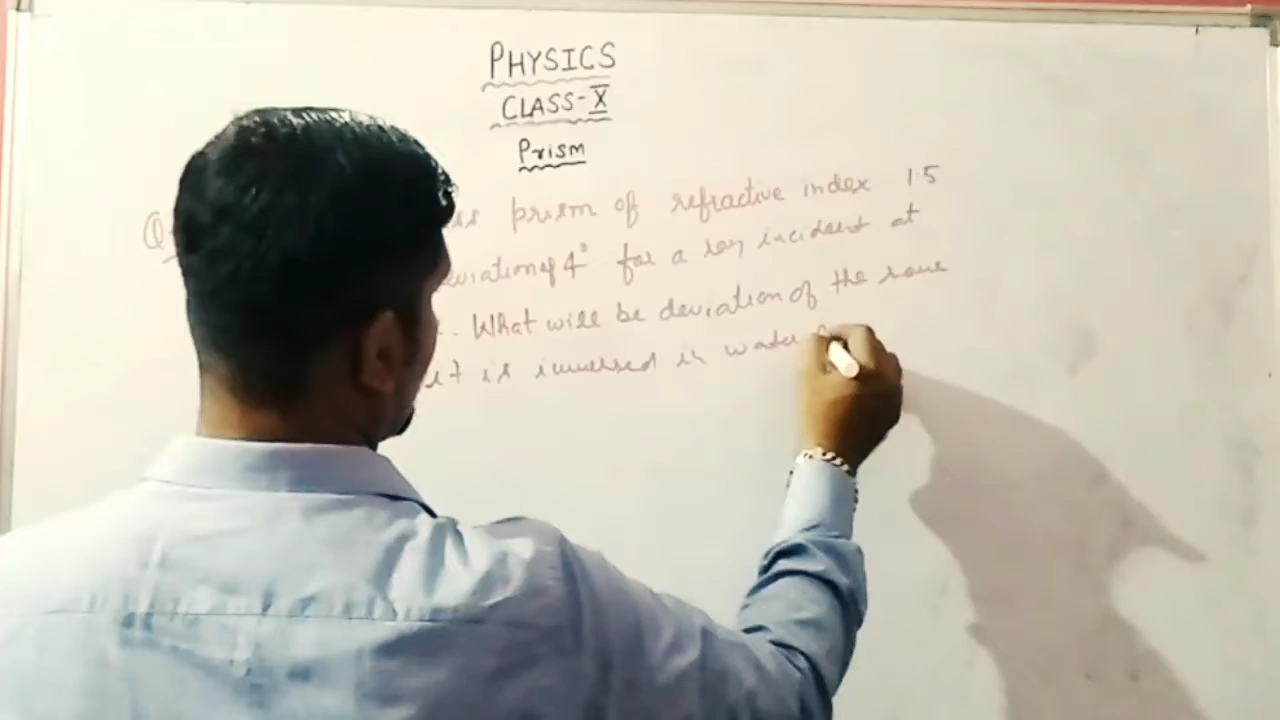 PHYSICS
CLASS-X
Prism
Q
prism of refractive index 1.5
deviation of 4° for a ray incident at
. What will be deviation of the same
it is immersed in water